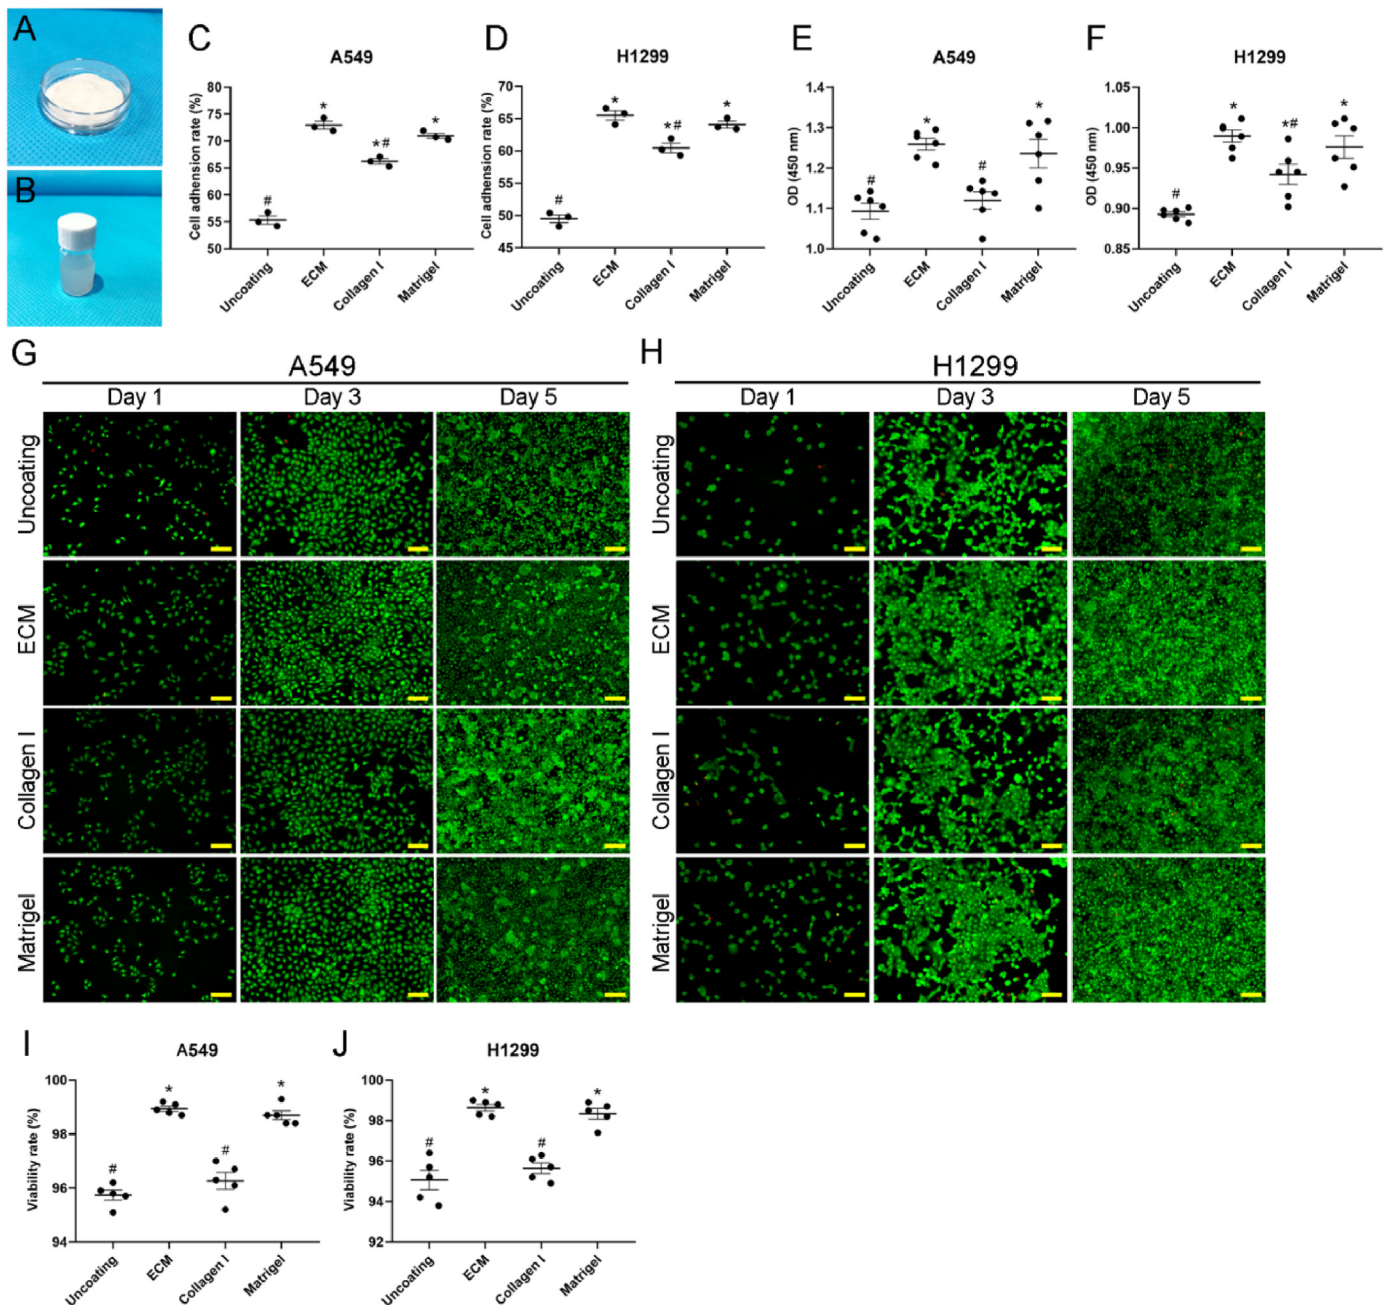 A
B
C
A549
Cell adhension rate (%)
80
75
70
65
60
55
50
*
*#
*
#
Uncoating
ECM
Collagen I
Matrigel
D
H1299
Cell adhension rate (%)
70
65
60
55
50
45
*
*#
*
#
Uncoating
ECM
Collagen I
Matrigel
E
A549
OD (450 nm)
1.4
1.3
1.2
1.1
1.0
#
*
#
*
Uncoating
ECM
Collagen I
Matrigel
F
H1299
OD (450 nm)
1.05
1.00
0.95
0.90
0.85
#
*
*#
*
Uncoating
ECM
Collagen I
Matrigel
G
A549
Day 1
Day 3
Day 5
Uncoating
ECM
Collagen I
Matrigel
H
H1299
Day 1
Day 3
Day 5
Uncoating
ECM
Collagen I
Matrigel
I
A549
Viability rate (%)
100
98
96
94
#
*
#
*
Uncoating
ECM
Collagen I
Matrigel
J
H1299
Viability rate (%)
100
98
96
94
92
#
*
#
*
Uncoating
ECM
Collagen I
Matrigel